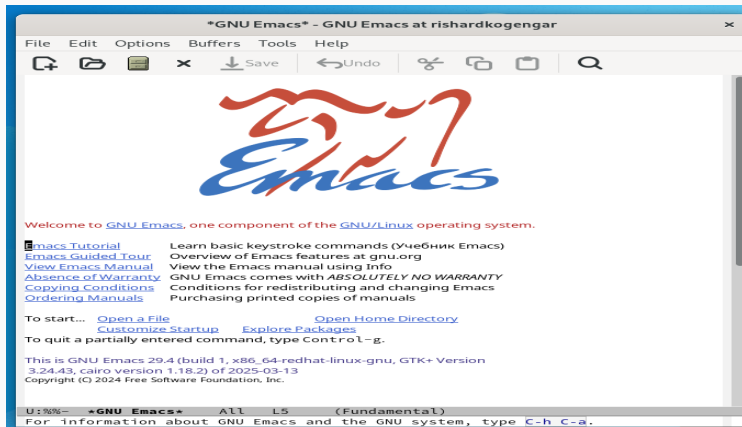 *GNU Emacs* - GNU Emacs at rishardkogengar ×
File Edit Options Buffers Tools Help
Save Undo
Emacs
Welcome to GNU Emacs, one component of the GNU/Linux operating system.
Emacs Tutorial Learn basic keystroke commands (Учебник Emacs)
Emacs Guided Tour Overview of Emacs features at gnu.org
View Emacs Manual View the Emacs manual using Info
Absence of Warranty GNU Emacs comes with ABSOLUTELY NO WARRANTY
Copying Conditions Conditions for redistributing and changing Emacs
Ordering Manuals Purchasing printed copies of manuals
To start... Open a File Open Home Directory
Customize Startup Explore Packages
To quit a partially entered command, type Control-g.
This is GNU Emacs 29.4 (build 1, x86_64-redhat-linux-gnu, GTK+ Version
3.24.43, cairo version 1.18.2) of 2025-03-13
Copyright (C) 2024 Free Software Foundation, Inc.
U:%%- *GNU Emacs* All L5 (Fundamental)
For information about GNU Emacs and the GNU system, type C-h C-a.